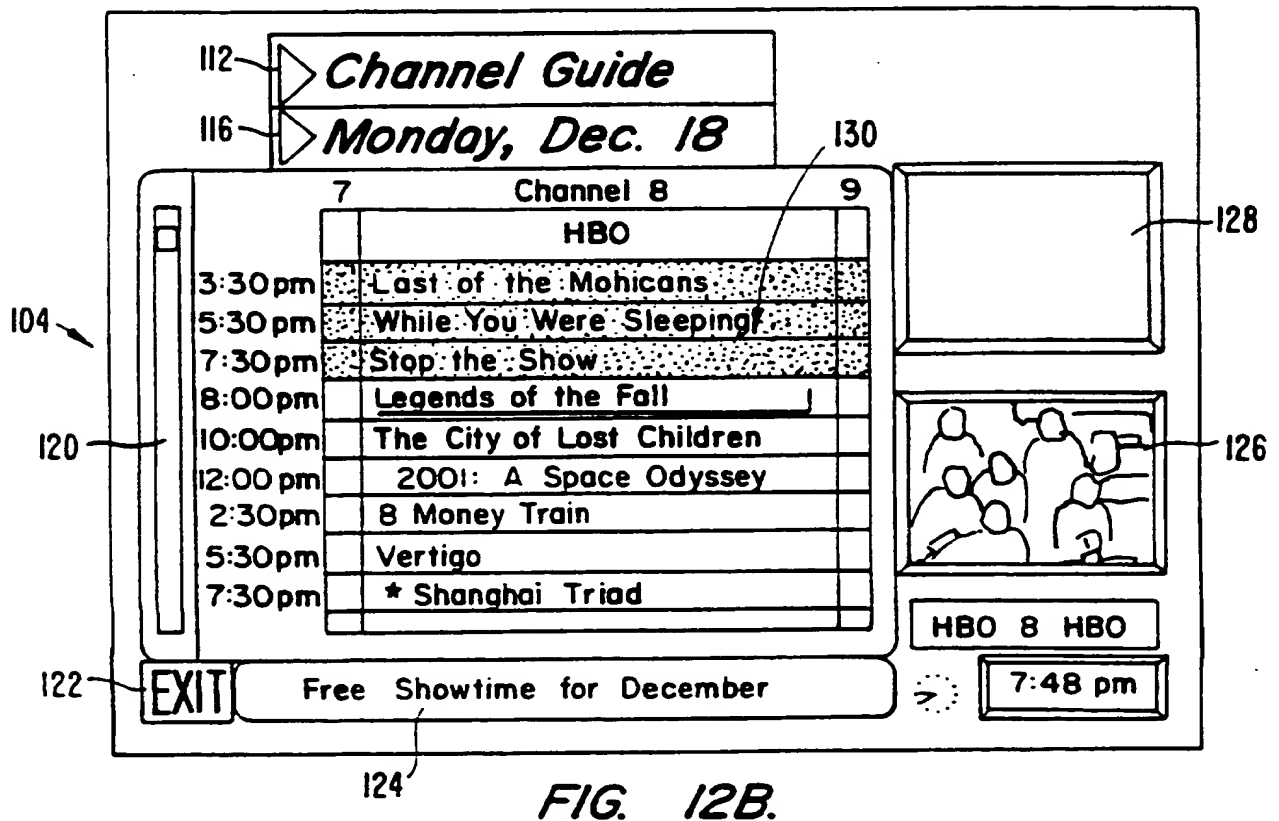 112 Channel Guide
116 Monday, Dec. 18
130
7 Channel 8 9
HBO
128
3:30pm Last of the Mohicans
104
5:30pm While You Were Sleeping
7:30pm Stop the Show
8:00pm Legends of the Fall
120
10:00pm The City of Lost Children
126
12:00pm 2001: A Space Odyssey
2:30pm 8 Money Train
5:30pm Vertigo
7:30pm * Shanghai Triad
HBO 8 HBO
122 EXIT Free Showtime for December 7:48 pm
124
FIG. 12B.